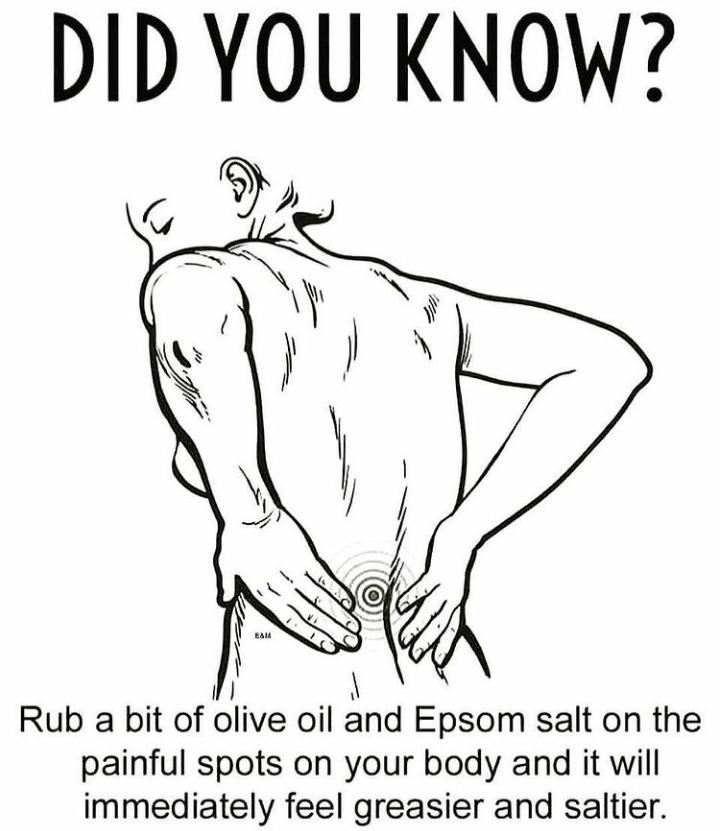 DID YOU KNOW?
E&M
Rub a bit of olive oil and Epsom salt on the
painful spots on your body and it will
immediately feel greasier and saltier.